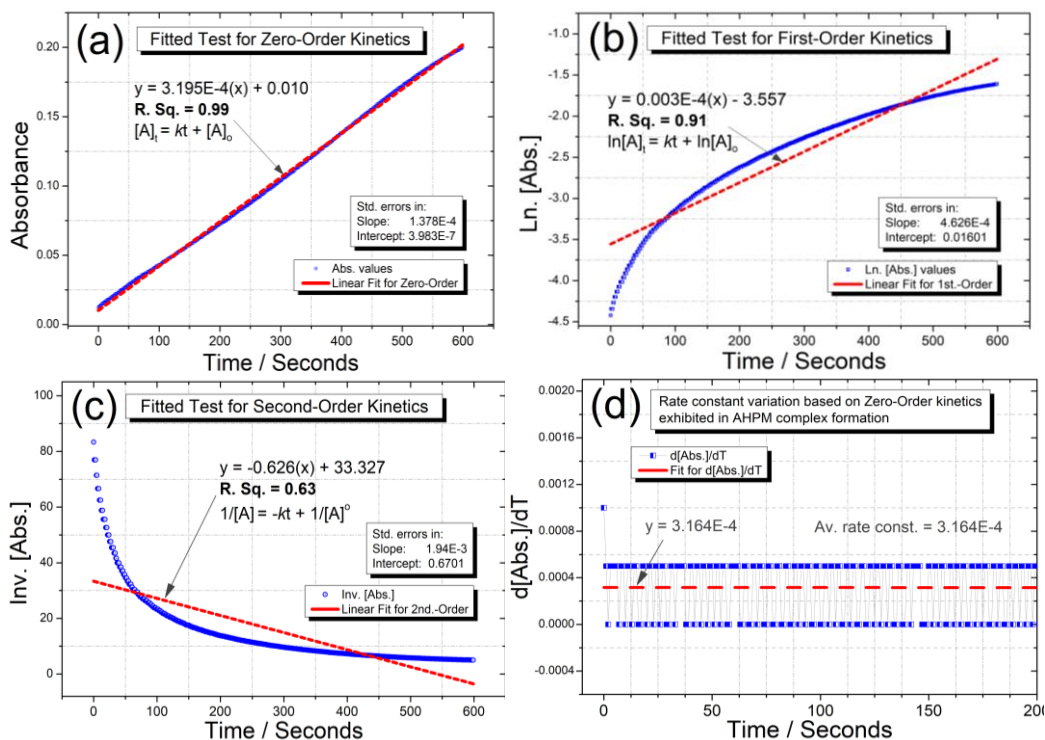 (a)
Fitted Test for Zero-Order Kinetics
y = 3.195E-4(x) + 0.010
R. Sq. = 0.99
[A]t = kt + [A]o
Std. errors in:
Slope: 1.378E-4
Intercept: 3.983E-7
Abs. values
Linear Fit for Zero-Order
Absorbance
0.20
0.15
0.10
0.05
0.00
0 100 200 300 400 500 600
Time / Seconds
(b)
Fitted Test for First-Order Kinetics
y = 0.003E-4(x) - 3.557
R. Sq. = 0.91
ln[A]t = kt + ln[A]o
Std. errors in:
Slope: 4.626E-4
Intercept: 0.01601
Ln. [Abs.] values
Linear Fit for 1st.-Order
Ln. [Abs.]
-1.0
-1.5
-2.0
-2.5
-3.0
-3.5
-4.0
-4.5
0 100 200 300 400 500 600
Time / Seconds
(c)
Fitted Test for Second-Order Kinetics
y = -0.626(x) + 33.327
R. Sq. = 0.63
1/[A] = -kt + 1/[A]o
Std. errors in:
Slope: 1.94E-3
Intercept: 0.6701
Inv. [Abs.]
Linear Fit for 2nd.-Order
Inv. [Abs.]
100
80
60
40
20
0
0 100 200 300 400 500 600
Time / Seconds
(d)
Rate constant variation based on Zero-Order kinetics
exhibited in AHPM complex formation
d[Abs.]/dT
Fit for d[Abs.]/dT
y = 3.164E-4
Av. rate const. = 3.164E-4
d[Abs.]/dT
0.0020
0.0016
0.0012
0.0008
0.0004
0.0000
-0.0004
0 50 100 150 200
Time / Seconds